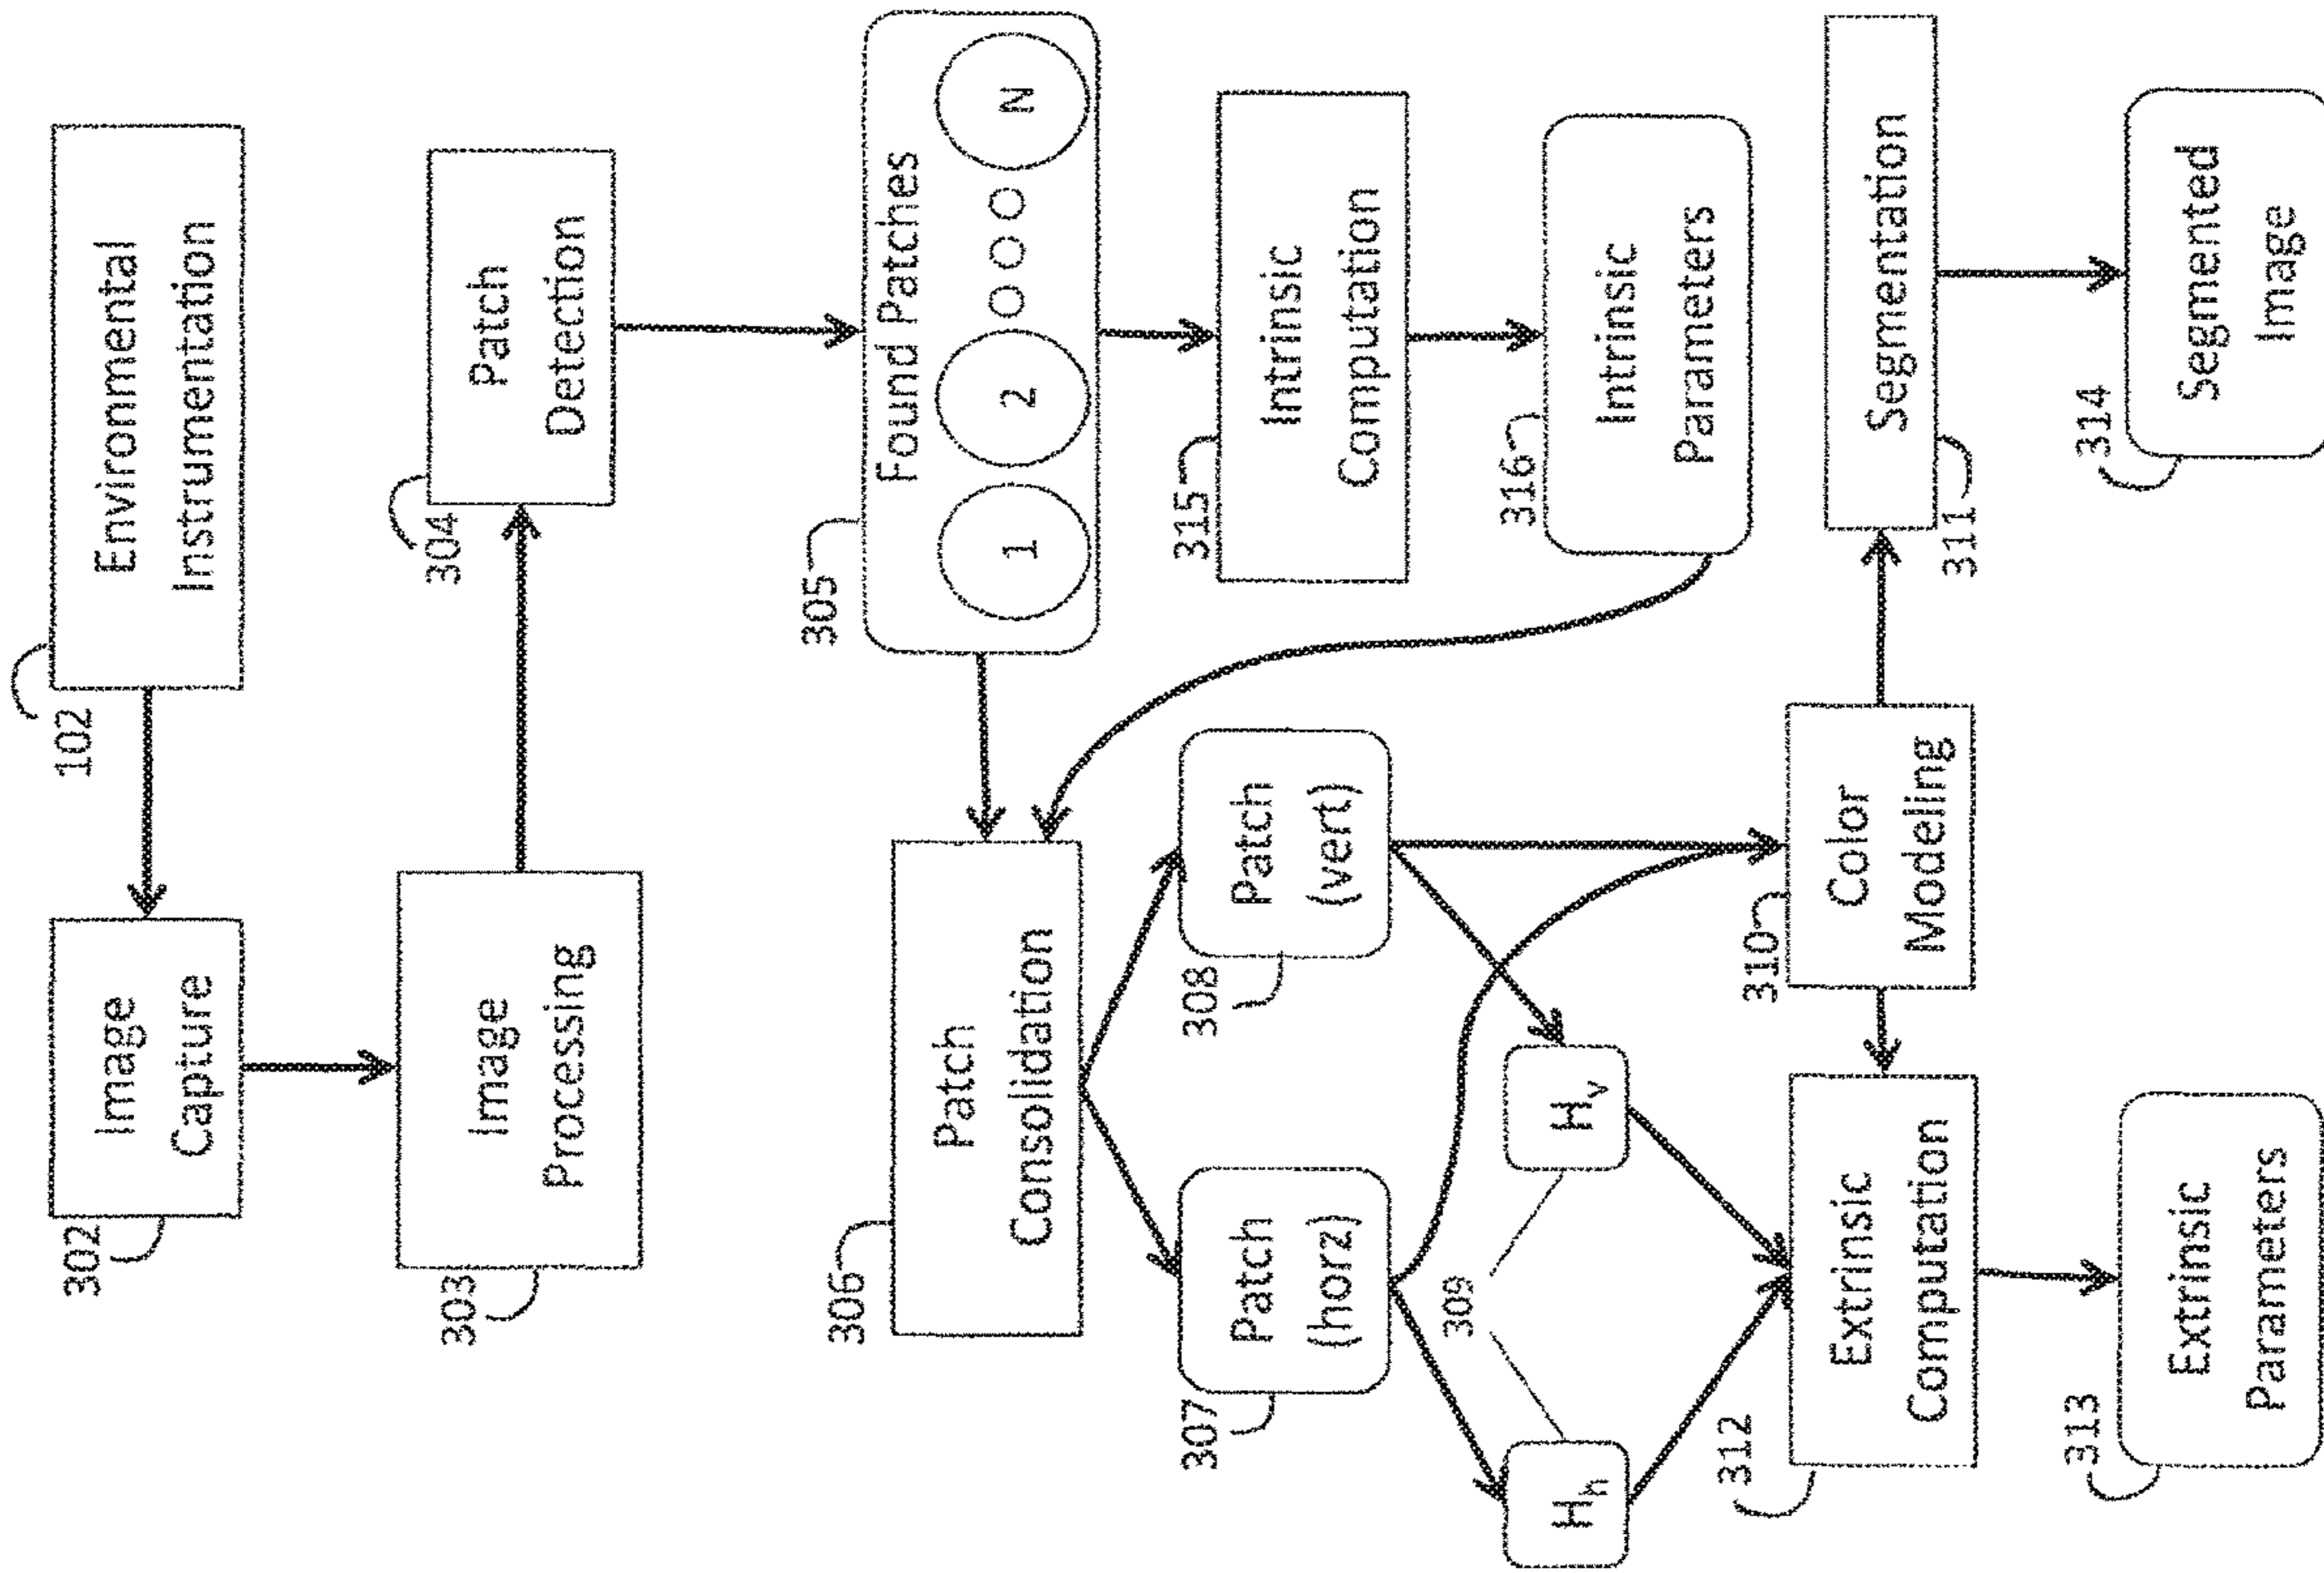 102
Environmental
Instrumentation
302
Image
Capture
303
Image
Processing
304
Patch
Detection
305
Found Patches
1
2
N
306
Patch
Consolidation
315
Intrinsic
Computation
307
Patch
(horz)
308
Patch
(vert)
316
Intrinsic
Parameters
309
Hh
Hv
310
Color
Modeling
311
Segmentation
312
Extrinsic
Computation
313
Extrinsic
Parameters
314
Segmented
Image